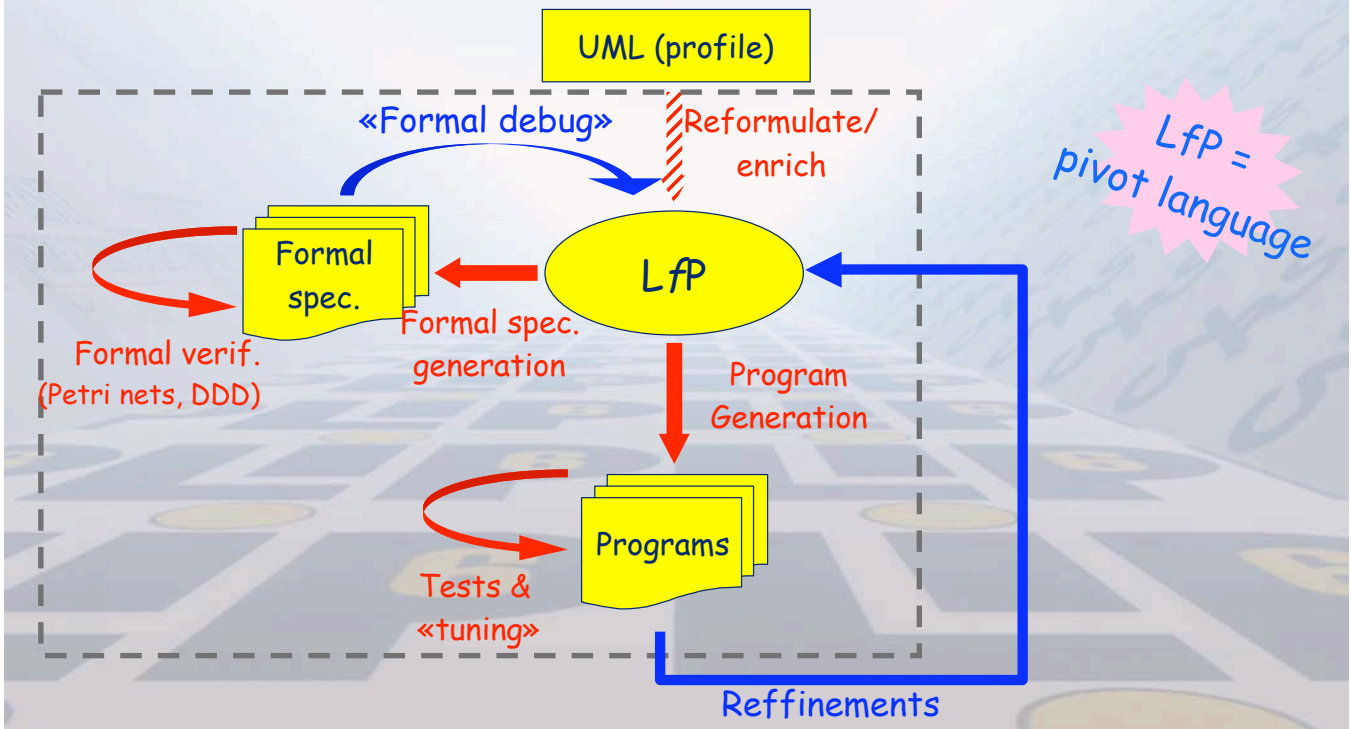 UML (profile)
«Formal debug»
Reformulate/
enrich
LfP =
pivot language
Formal
spec.
LfP
Formal spec.
generation
Formal verif.
(Petri nets, DDD)
Program
Generation
Programs
Tests &
«tuning»
Reffinements